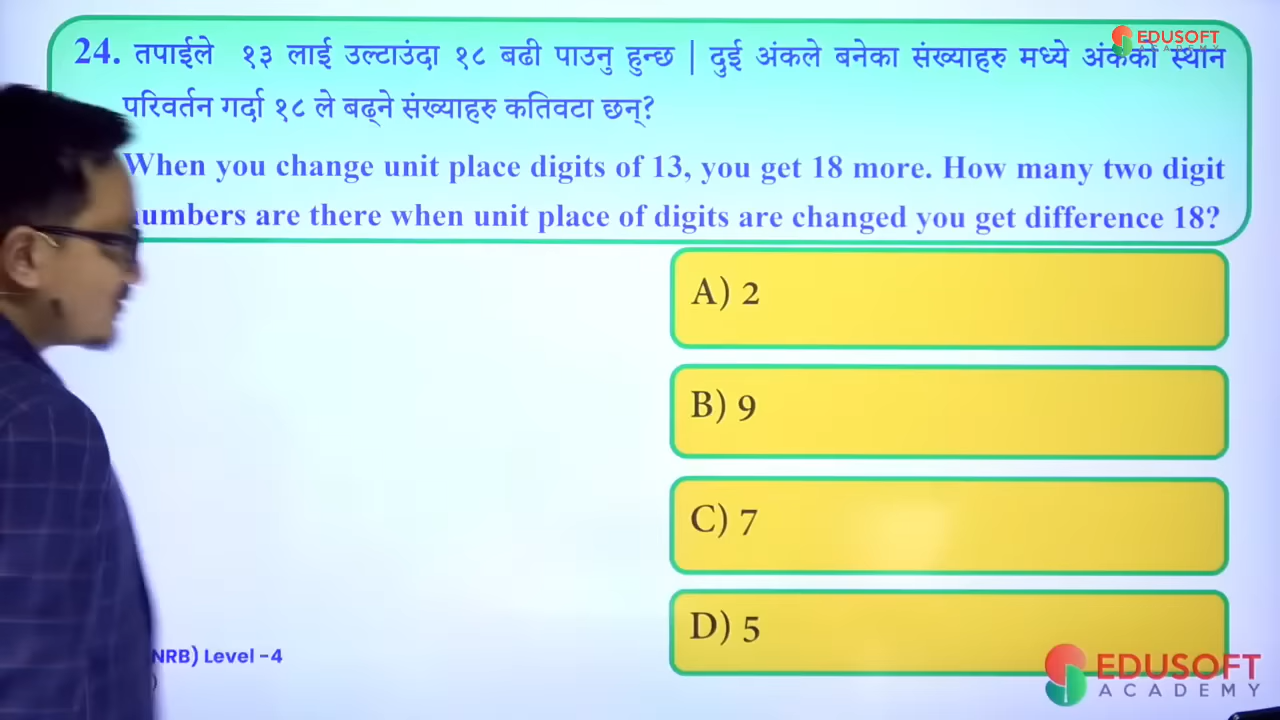 24. तपाईले १३ लाई उल्टाउंदा १८ बढी पाउनु हुन्छ | दुई अंकले बनेका संख्याहरु मध्ये अंकको स्थान
परिवर्तन गर्दा १८ ले बढ्ने संख्याहरु कतिवटा छन्?
When you change unit place digits of 13, you get 18 more. How many two digit
numbers are there when unit place of digits are changed you get difference 18?
A) 2
B) 9
C) 7
D) 5
NRB) Level -4
EDUSOFT
ACADEMY
EDUSOFT
ACADEMY